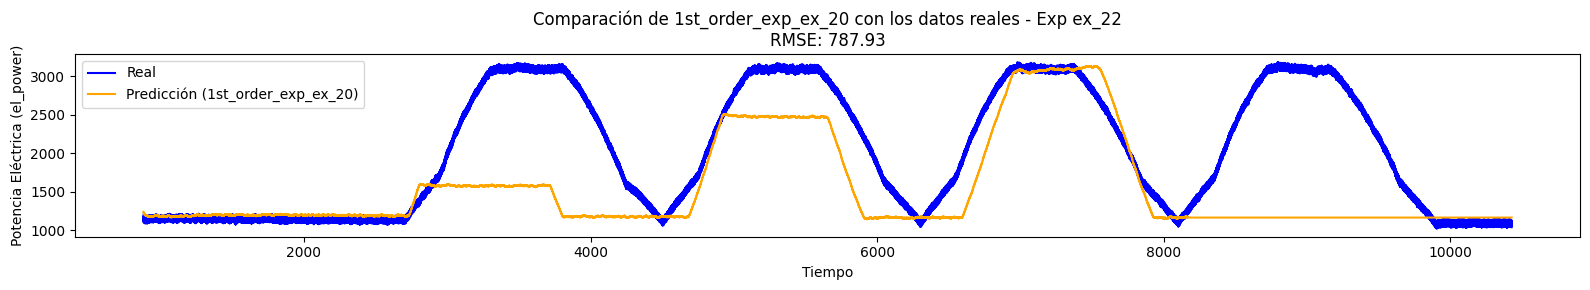 Comparación de 1st_order_exp_ex_20 con los datos reales - Exp ex_22
RMSE: 787.93
Potencia Eléctrica (el_power)
3000
2500
2000
1500
1000
Real
Predicción (1st_order_exp_ex_20)
2000
4000
6000
8000
10000
Tiempo